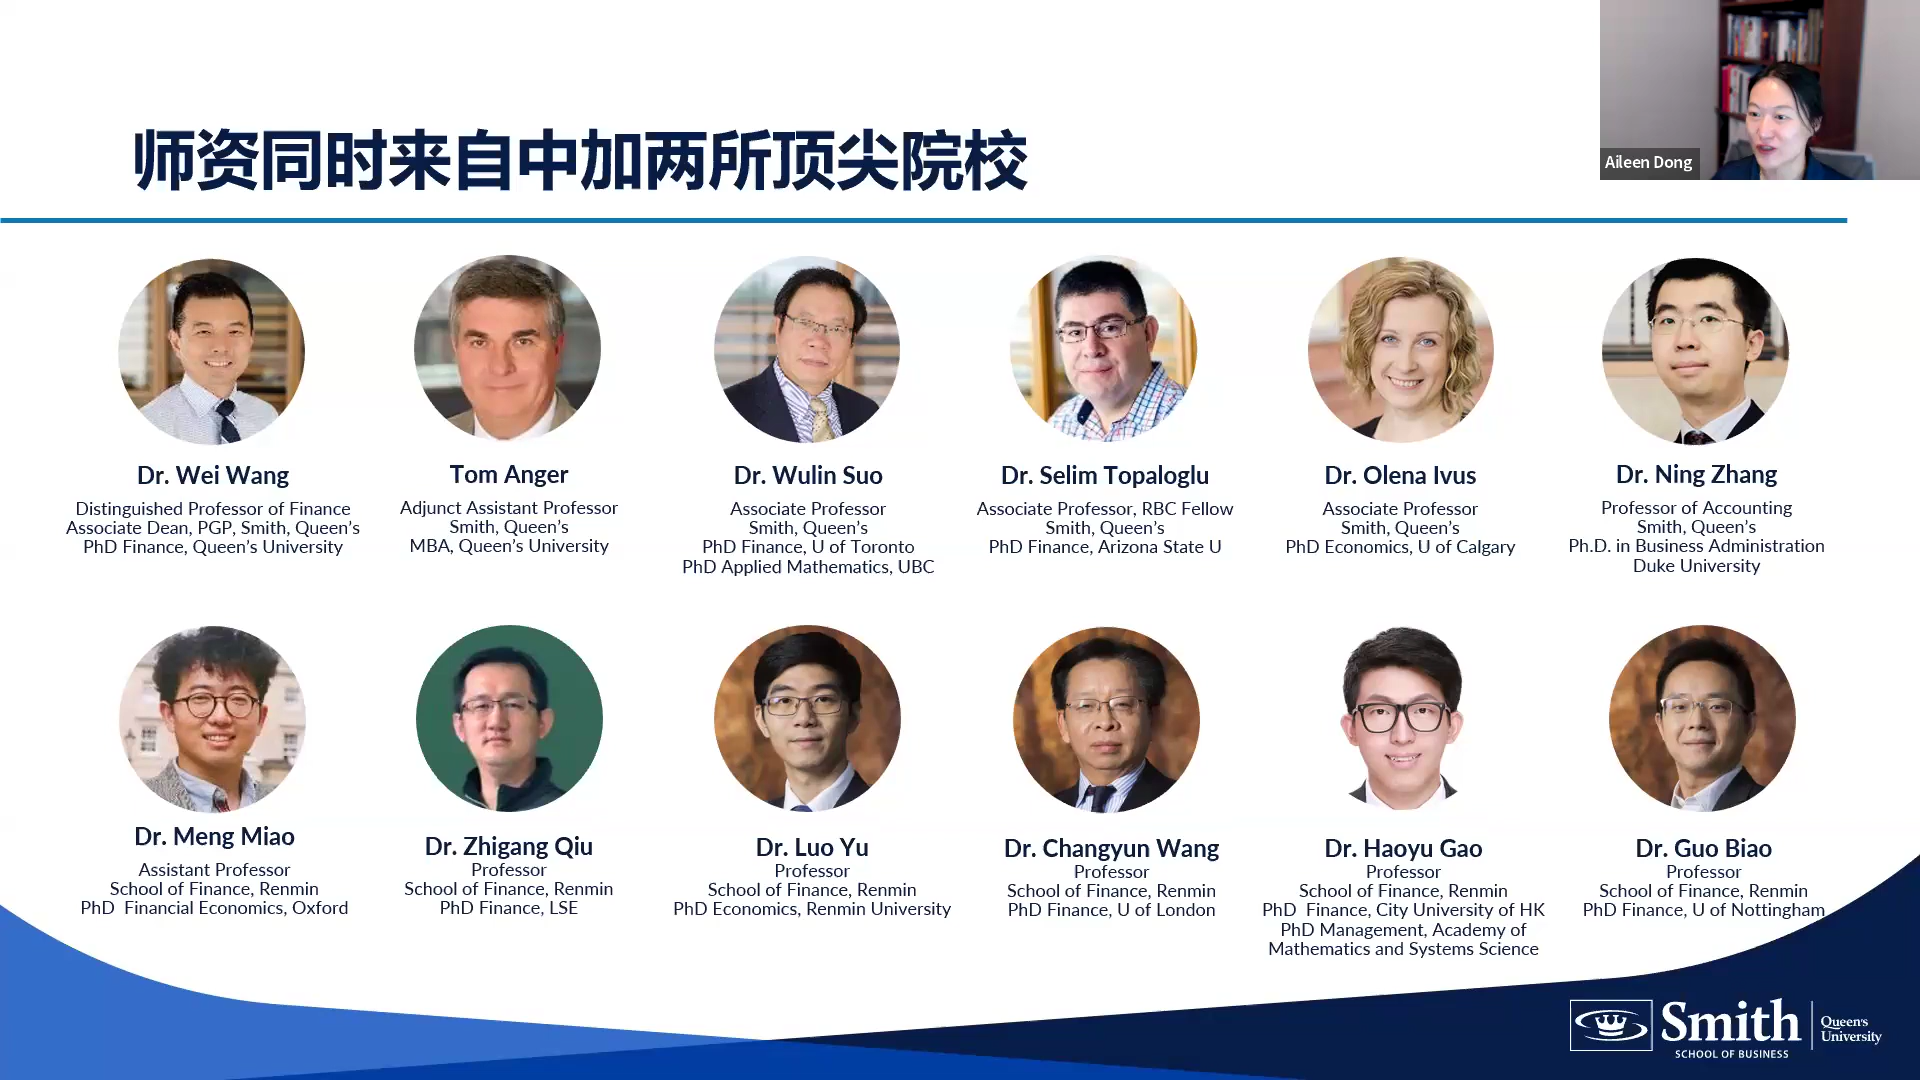 师资同时来自中加两所顶尖院校
Aileen Dong
Dr. Wei Wang
Distinguished Professor of Finance
Associate Dean, PGP, Smith, Queen's
PhD Finance, Queen's University
Tom Anger
Adjunct Assistant Professor
Smith, Queen's
MBA, Queen's University
Dr. Wulin Suo
Associate Professor
Smith, Queen's
PhD Finance, U of Toronto
PhD Applied Mathematics, UBC
Dr. Selim Topaloglu
Associate Professor, RBC Fellow
Smith, Queen's
PhD Finance, Arizona State U
Dr. Olena Ivus
Associate Professor
Smith, Queen's
PhD Economics, U of Calgary
Dr. Ning Zhang
Professor of Accounting
Smith, Queen's
Ph.D. in Business Administration
Duke University
Dr. Meng Miao
Assistant Professor
School of Finance, Renmin
PhD Financial Economics, Oxford
Dr. Zhigang Qiu
Professor
School of Finance, Renmin
PhD Finance, LSE
Dr. Luo Yu
Professor
School of Finance, Renmin
PhD Economics, Renmin University
Dr. Changyun Wang
Professor
School of Finance, Renmin
PhD Finance, U of London
Dr. Haoyu Gao
Professor
School of Finance, Renmin
PhD Finance, City University of HK
PhD Management, Academy of
Mathematics and Systems Science
Dr. Guo Biao
Professor
School of Finance, Renmin
PhD Finance, U of Nottingham
Smith
SCHOOL OF BUSINESS
Queen's
University